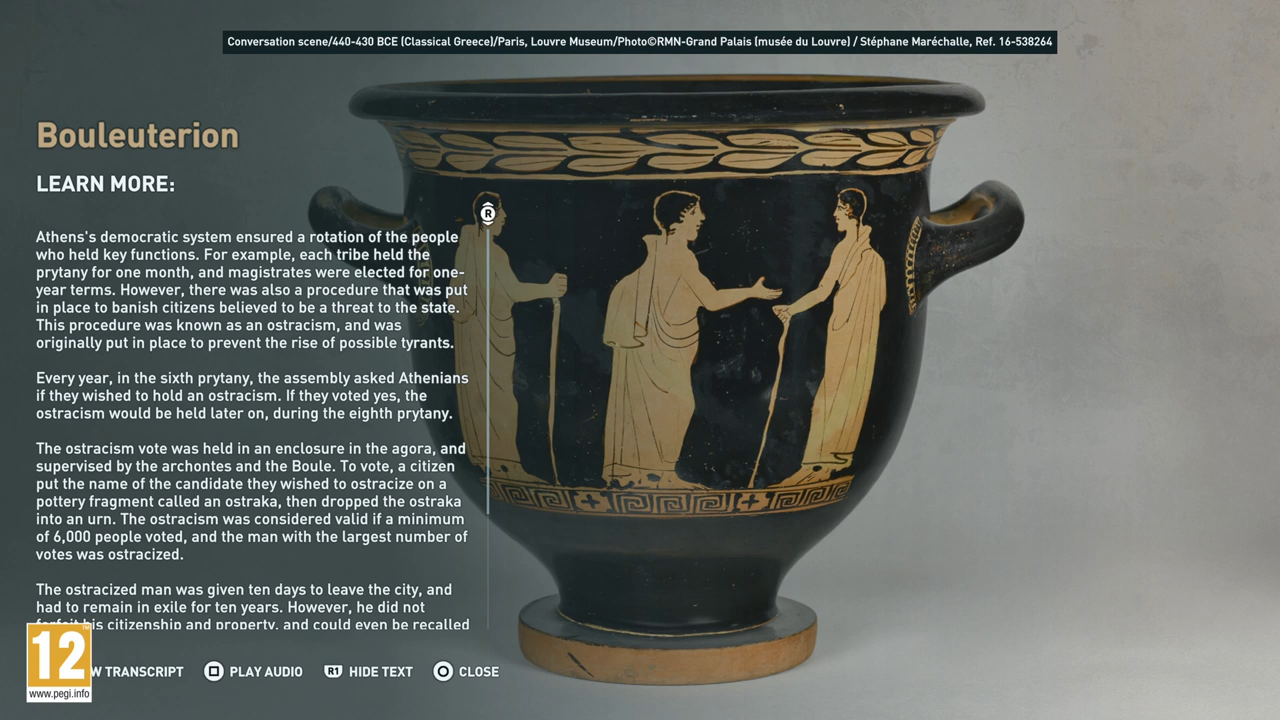 Conversation scene/440-430 BCE (Classical Greece)/Paris, Louvre Museum/Photo©RMN-Grand Palais (musée du Louvre) / Stéphane Maréchalle, Ref. 16-538264
Bouleuterion
LEARN MORE:
Athens's democratic system ensured a rotation of the people
who held key functions. For example, each tribe held the
prytany for one month, and magistrates were elected for one-
year terms. However, there was also a procedure that was put
in place to banish citizens believed to be a threat to the state.
This procedure was known as an ostracism, and was
originally put in place to prevent the rise of possible tyrants.
Every year, in the sixth prytany, the assembly asked Athenians
if they wished to hold an ostracism. If they voted yes, the
ostracism would be held later on, during the eighth prytany.
The ostracism vote was held in an enclosure in the agora, and
supervised by the archontes and the Boule. To vote, a citizen
put the name of the candidate they wished to ostracize on a
pottery fragment called an ostraka, then dropped the ostraka
into an urn. The ostracism was considered valid if a minimum
of 6,000 people voted, and the man with the largest number of
votes was ostracized.
The ostracized man was given ten days to leave the city, and
had to remain in exile for ten years. However, he did not
forfeit his citizenship and property, and could even be recalled
R
12
www.pegi.info
W TRANSCRIPT
PLAY AUDIO
R1 HIDE TEXT
CLOSE